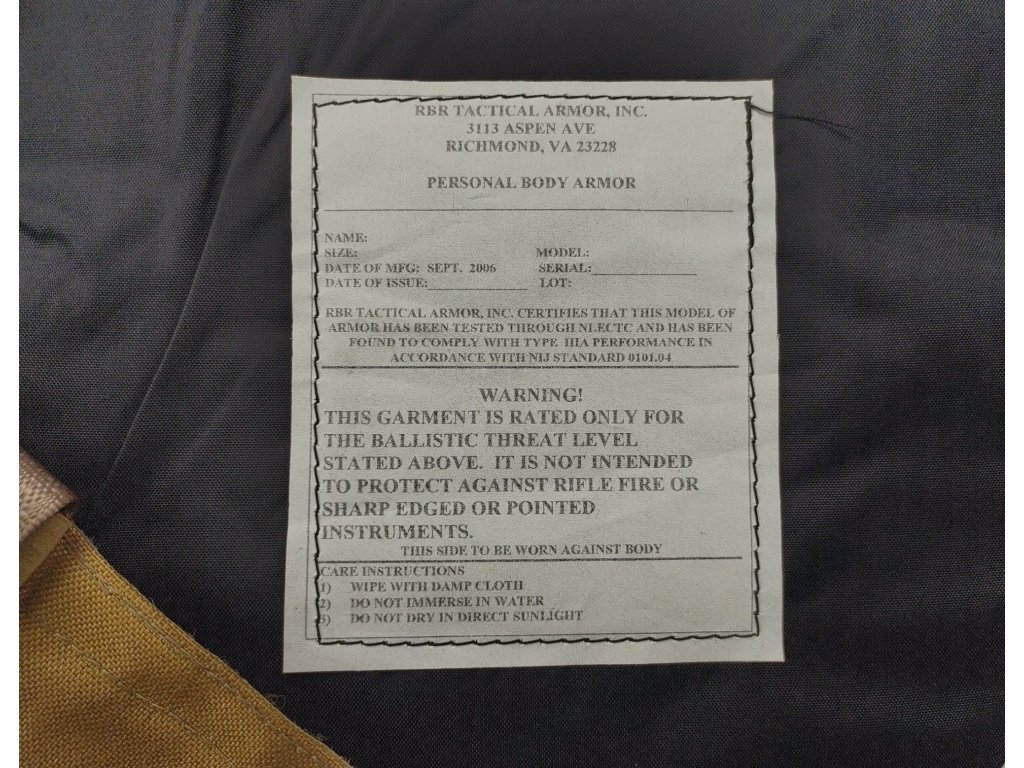 RBR TACTICAL ARMOR, INC.
3113 ASPEN AVE
RICHMOND, VA 23228
PERSONAL BODY ARMOR
NAME:
SIZE: MODEL:
DATE OF MFG: SEPT. 2006 SERIAL:
DATE OF ISSUE: LOT:
RBR TACTICAL ARMOR, INC. CERTIFIES THAT THIS MODEL OF
ARMOR HAS BEEN TESTED THROUGH NLECTC AND HAS BEEN
FOUND TO COMPLY WITH TYPE IIIA PERFORMANCE IN
ACCORDANCE WITH NIJ STANDARD 0101.04
WARNING!
THIS GARMENT IS RATED ONLY FOR
THE BALLISTIC THREAT LEVEL
STATED ABOVE. IT IS NOT INTENDED
TO PROTECT AGAINST RIFLE FIRE OR
SHARP EDGED OR POINTED
INSTRUMENTS.
THIS SIDE TO BE WORN AGAINST BODY
CARE INSTRUCTIONS
1) WIPE WITH DAMP CLOTH
2) DO NOT IMMERSE IN WATER
3) DO NOT DRY IN DIRECT SUNLIGHT